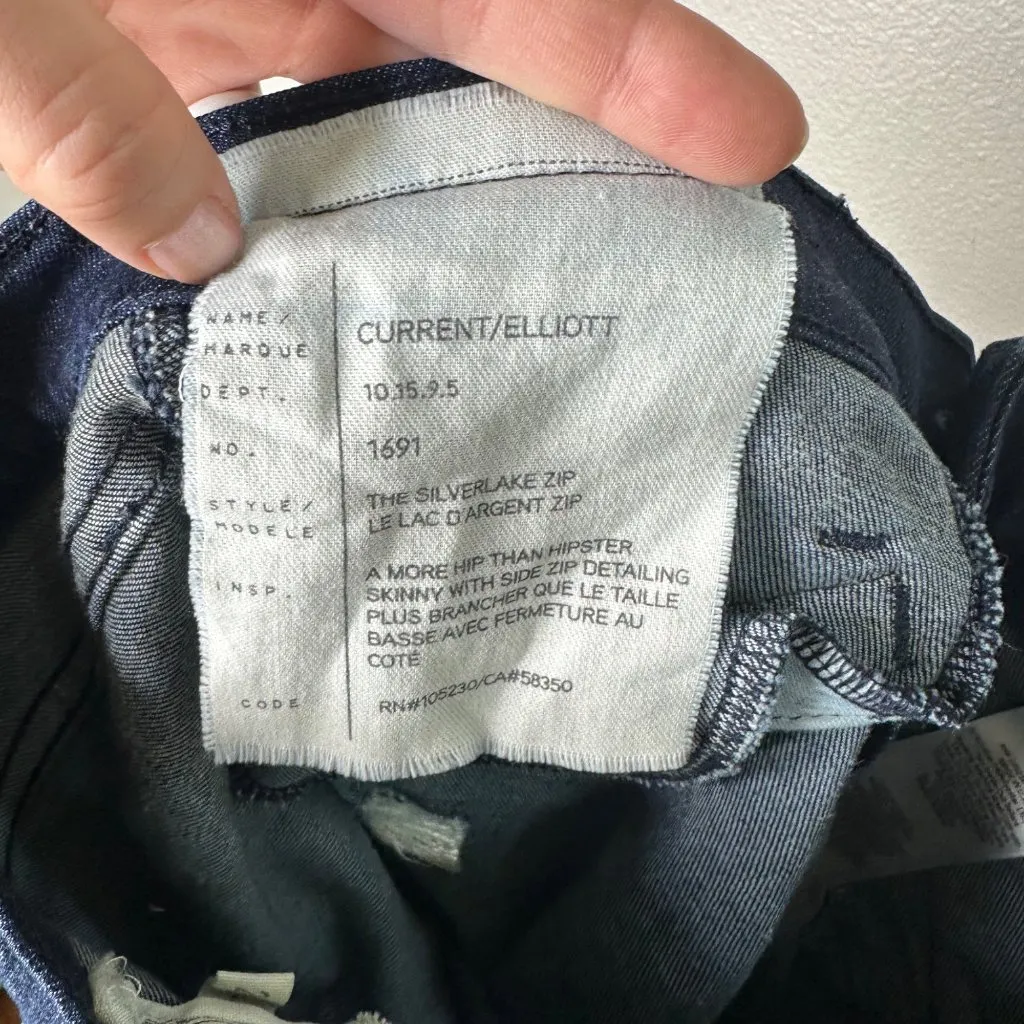 NAME/
MARQUE
CURRENT/ELLIOTT
DEPT.
10.15.9.5
NO.
1691
STYLE/
MODELE
THE SILVERLAKE ZIP
LE LAC D'ARGENT ZIP
INSP.
A MORE HIP THAN HIPSTER
SKINNY WITH SIDE ZIP DETAILING
PLUS BRANCHER QUE LE TAILLE
BASSE AVEC FERMETURE AU
COTÉ
CODE
RN#105230/CA#58350